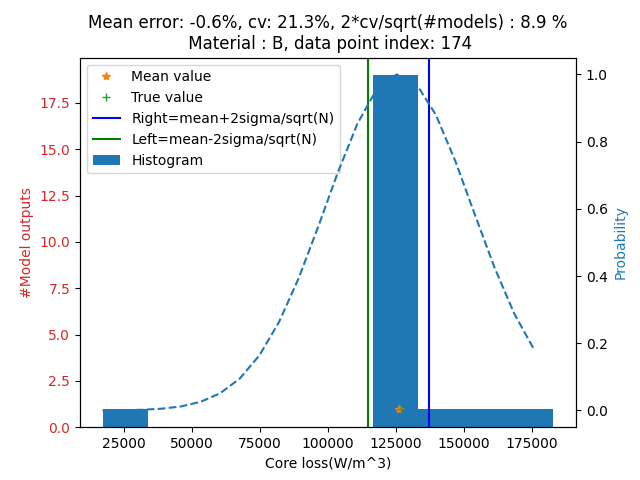 Mean error: -0.6%, cv: 21.3%, 2*cv/sqrt(#models) : 8.9 %
Material : B, data point index: 174
Mean value
True value
Right=mean+2sigma/sqrt(N)
Left=mean-2sigma/sqrt(N)
Histogram
#Model outputs
17.5
15.0
12.5
10.0
7.5
5.0
2.5
0.0
1.0
0.8
0.6
0.4
0.2
0.0
Probability
25000 50000 75000 100000 125000 150000 175000
Core loss(W/m^3)